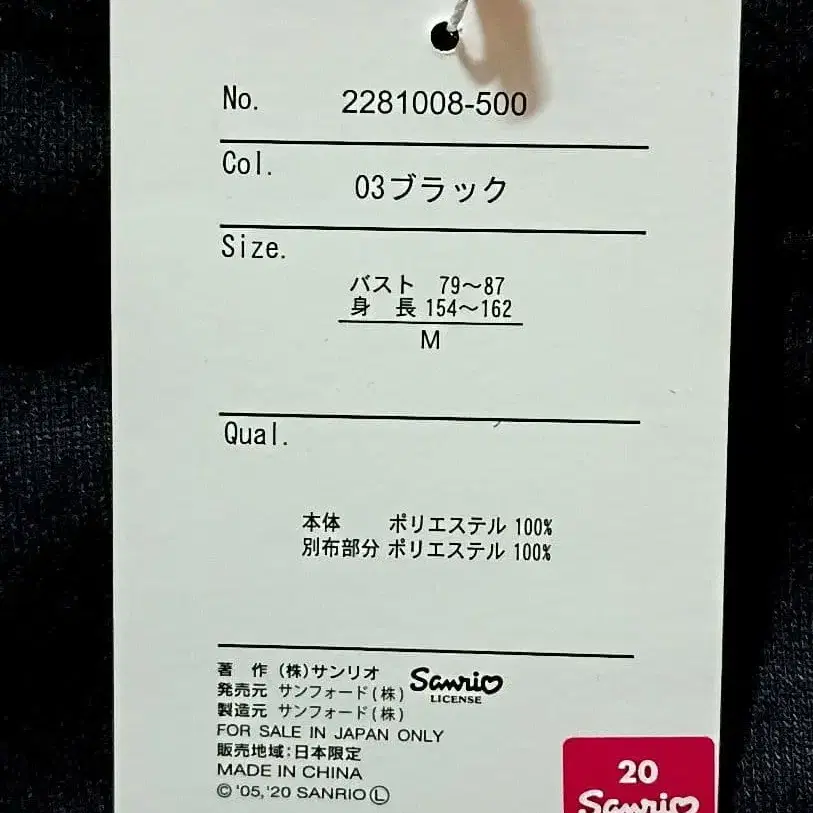 No. 2281008-500
Col. 03ブラック
Size.
バスト 79〜87
身 長 154〜162
M
Qual.
本体 ポリエステル 100%
別布部分 ポリエステル 100%
著 作 (株)サンリオ
発売元 サンフォード(株)
製造元 サンフォード(株)
Sanrio
LICENSE
FOR SALE IN JAPAN ONLY
販売地域:日本限定
MADE IN CHINA
©'05,'20 SANRIO Ⓛ
20
Sanrio